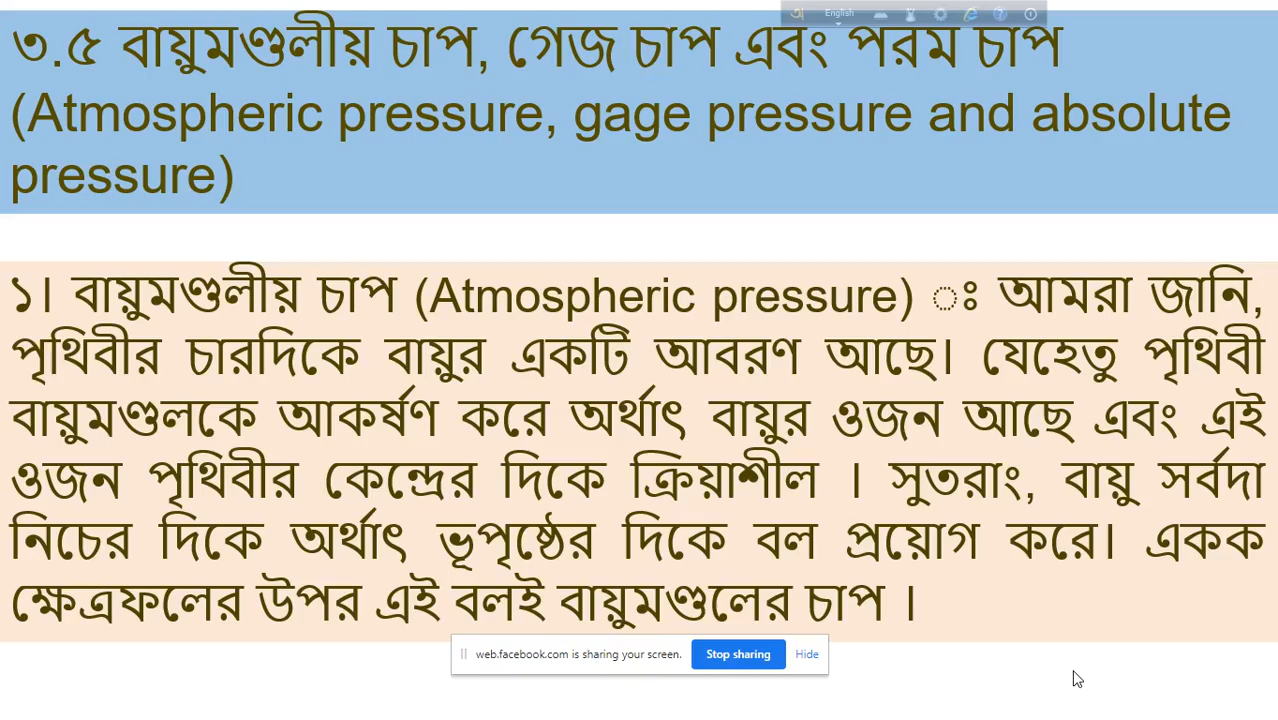 অ English
৩.৫ বায়ুমণ্ডলীয় চাপ, গেজ চাপ এবং পরম চাপ
(Atmospheric pressure, gage pressure and absolute
pressure)
১। বায়ুমণ্ডলীয় চাপ (Atmospheric pressure) ঃ আমরা জানি,
পৃথিবীর চারদিকে বায়ুর একটি আবরণ আছে। যেহেতু পৃথিবী
বায়ুমণ্ডলকে আকর্ষণ করে অর্থাৎ বায়ুর ওজন আছে এবং এই
ওজন পৃথিবীর কেন্দ্রের দিকে ক্রিয়াশীল । সুতরাং, বায়ু সর্বদা
নিচের দিকে অর্থাৎ ভূপৃষ্ঠের দিকে বল প্রয়োগ করে। একক
ক্ষেত্রফলের উপর এই বলই বায়ুমণ্ডলের চাপ ।
web.facebook.com is sharing your screen. Stop sharing Hide